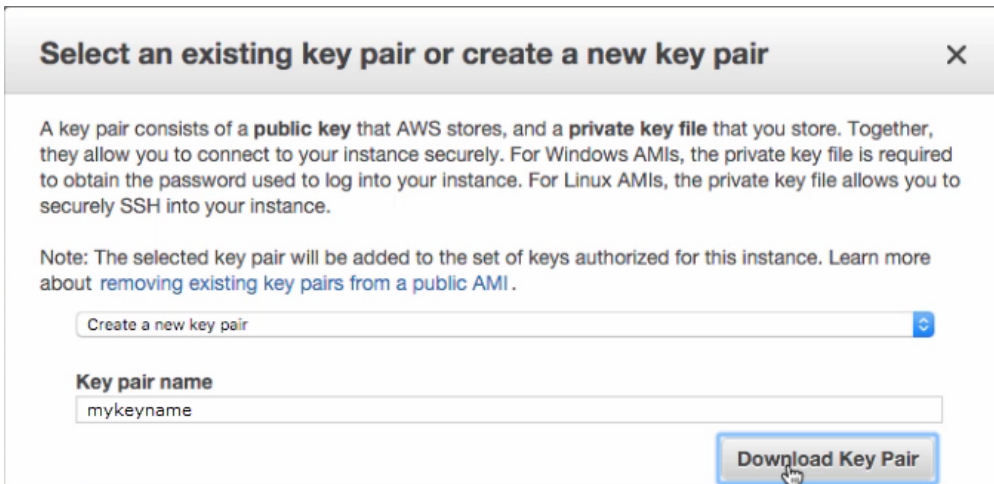 Select an existing key pair or create a new key pair
A key pair consists of a public key that AWS stores, and a private key file that you store. Together,
they allow you to connect to your instance securely. For Windows AMIs, the private key file is required
to obtain the password used to log into your instance. For Linux AMIs, the private key file allows you to
securely SSH into your instance.
Note: The selected key pair will be added to the set of keys authorized for this instance. Learn more
about removing existing key pairs from a public AMI.
Create a new key pair
Key pair name
mykeyname
Download Key Pair